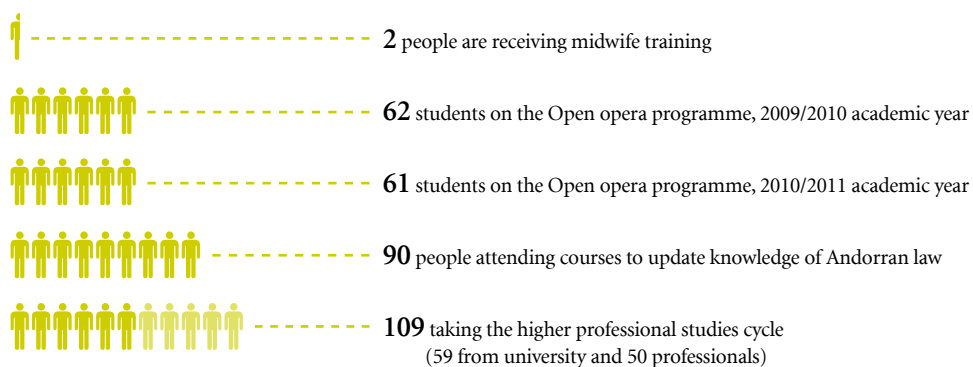 2 people are receiving midwife training
62 students on the Open opera programme, 2009/2010 academic year
61 students on the Open opera programme, 2010/2011 academic year
90 people attending courses to update knowledge of Andorran law
109 taking the higher professional studies cycle
(59 from university and 50 professionals)